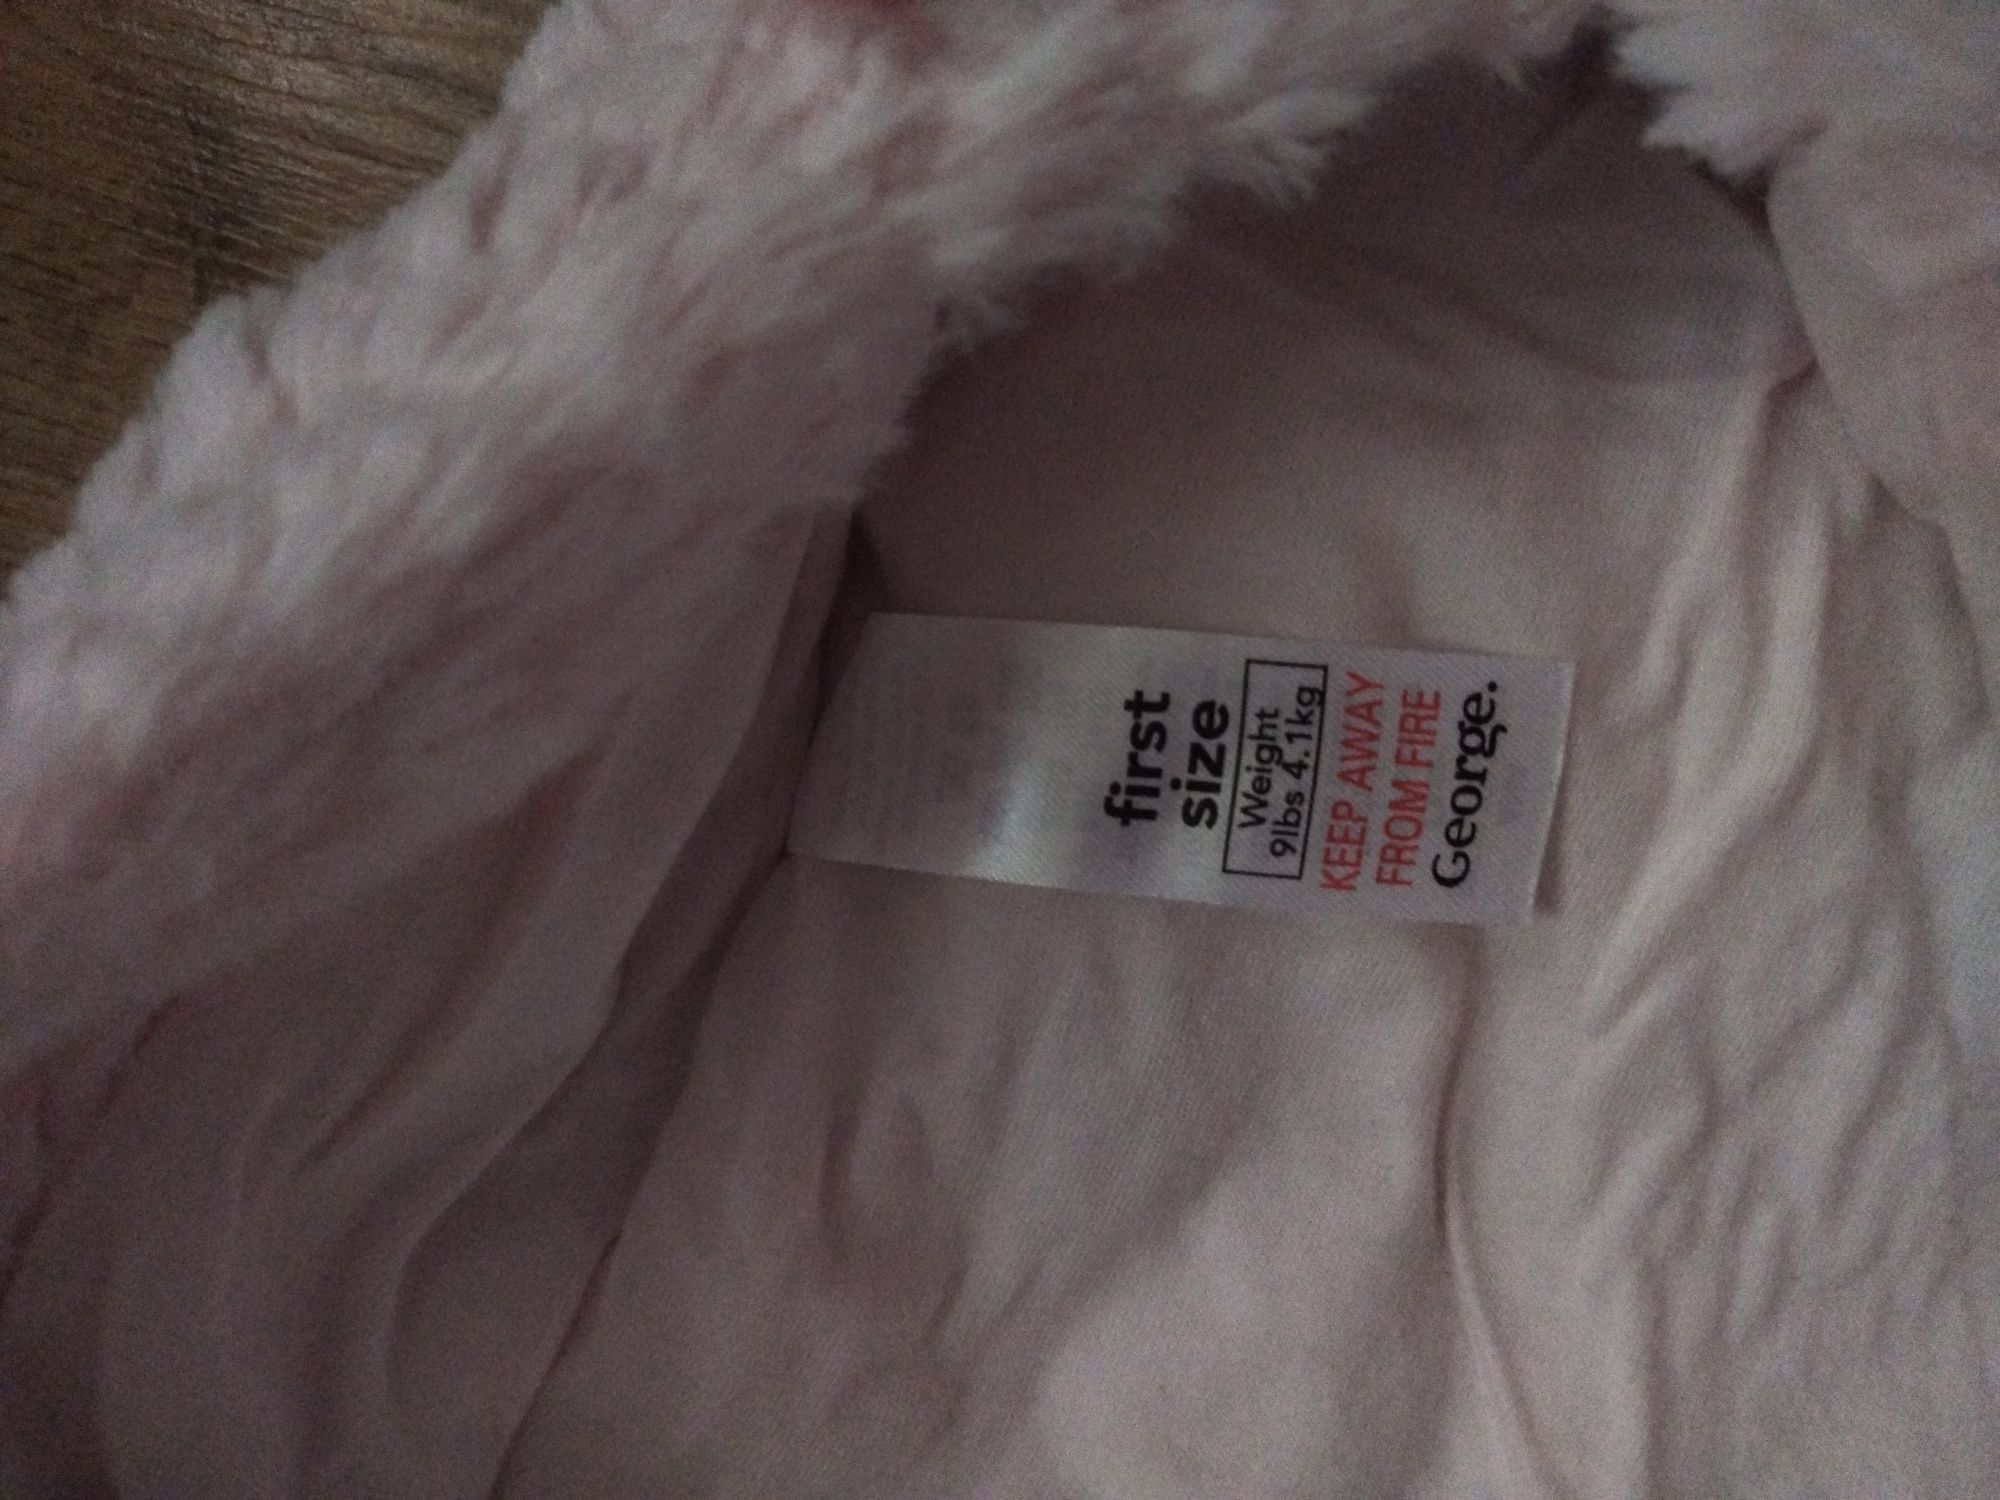 first
size
Weight
9lbs 4.1kg
KEEP AWAY
FROM FIRE
George.